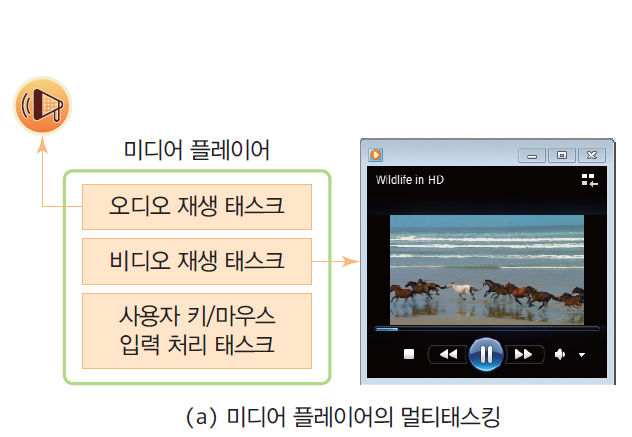 미디어 플레이어
오디오 재생 태스크
비디오 재생 태스크
사용자 키/마우스
입력 처리 태스크
Wildlife in HD
(a) 미디어 플레이어의 멀티태스킹